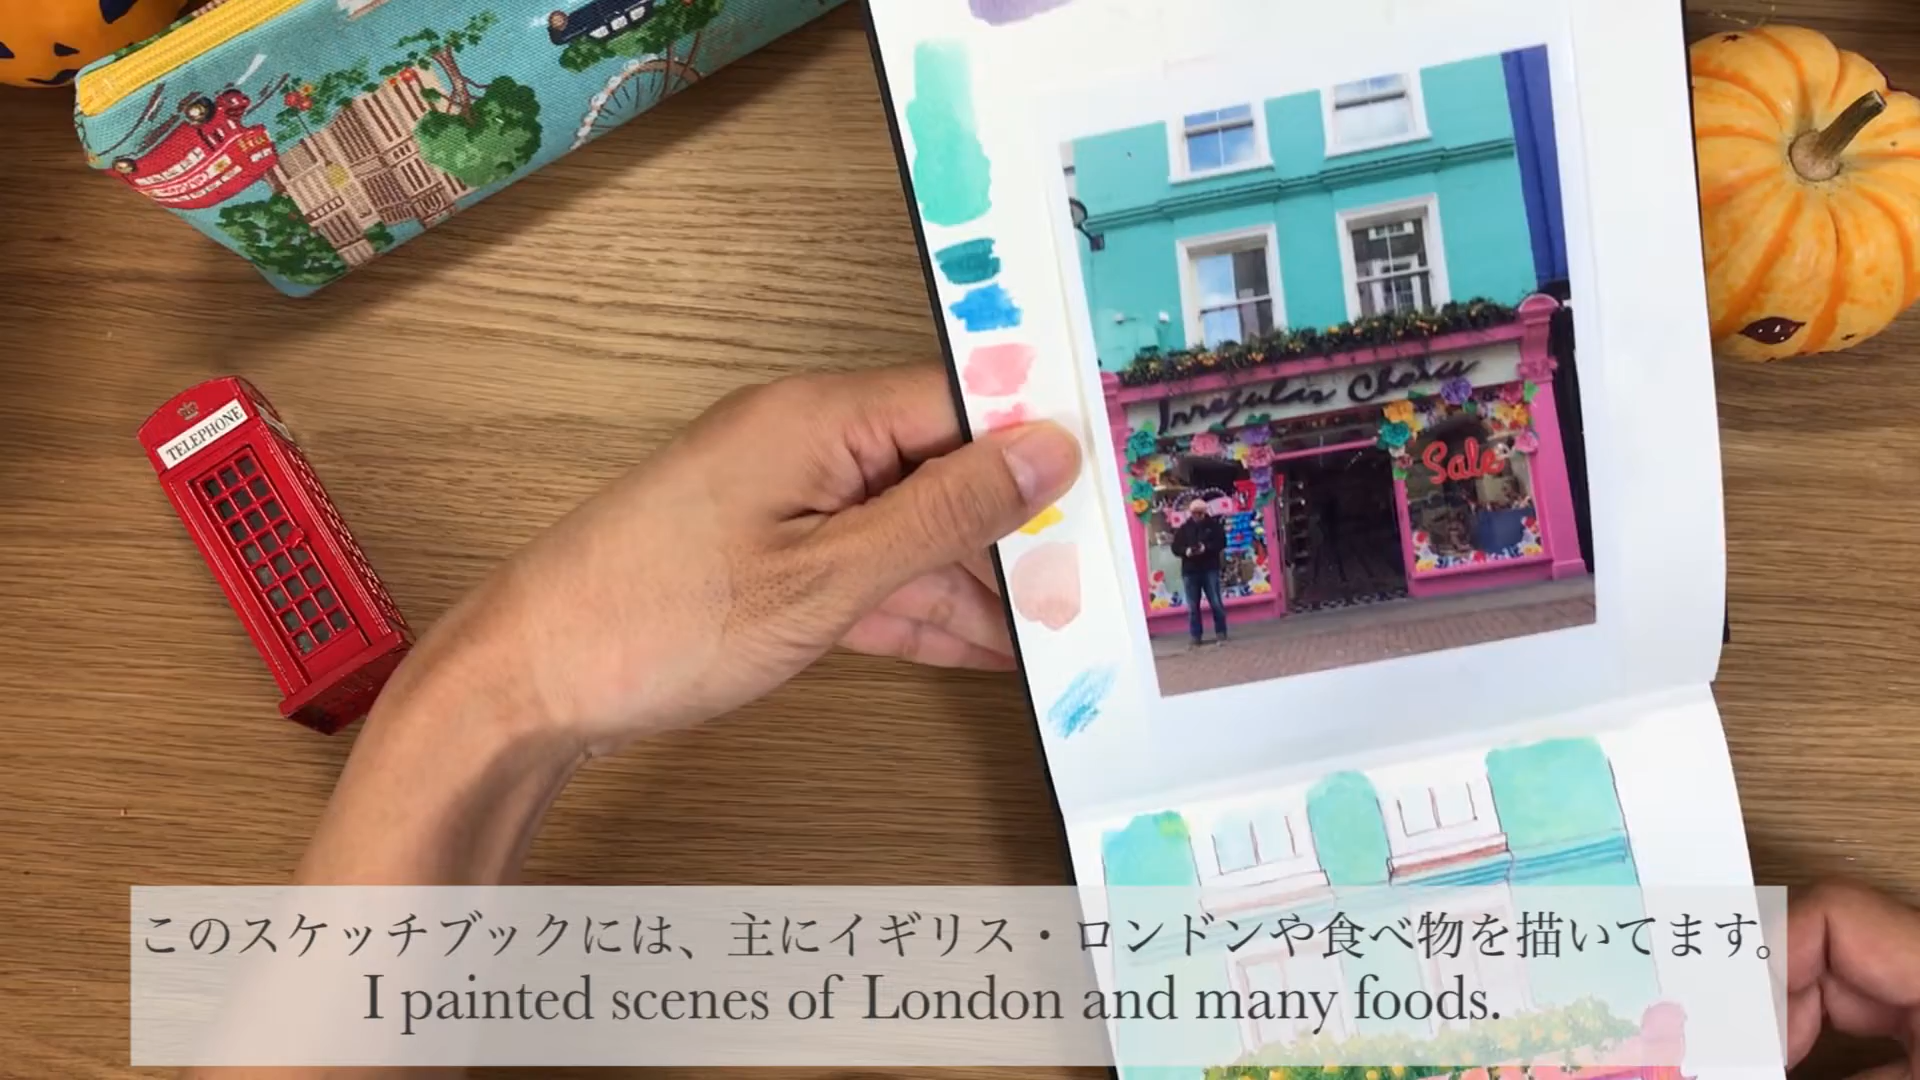 TELEPHONE
Irregular Choice
Sale
このスケッチブックには、主にイギリス・ロンドンや食べ物を描いてます。
I painted scenes of London and many foods.